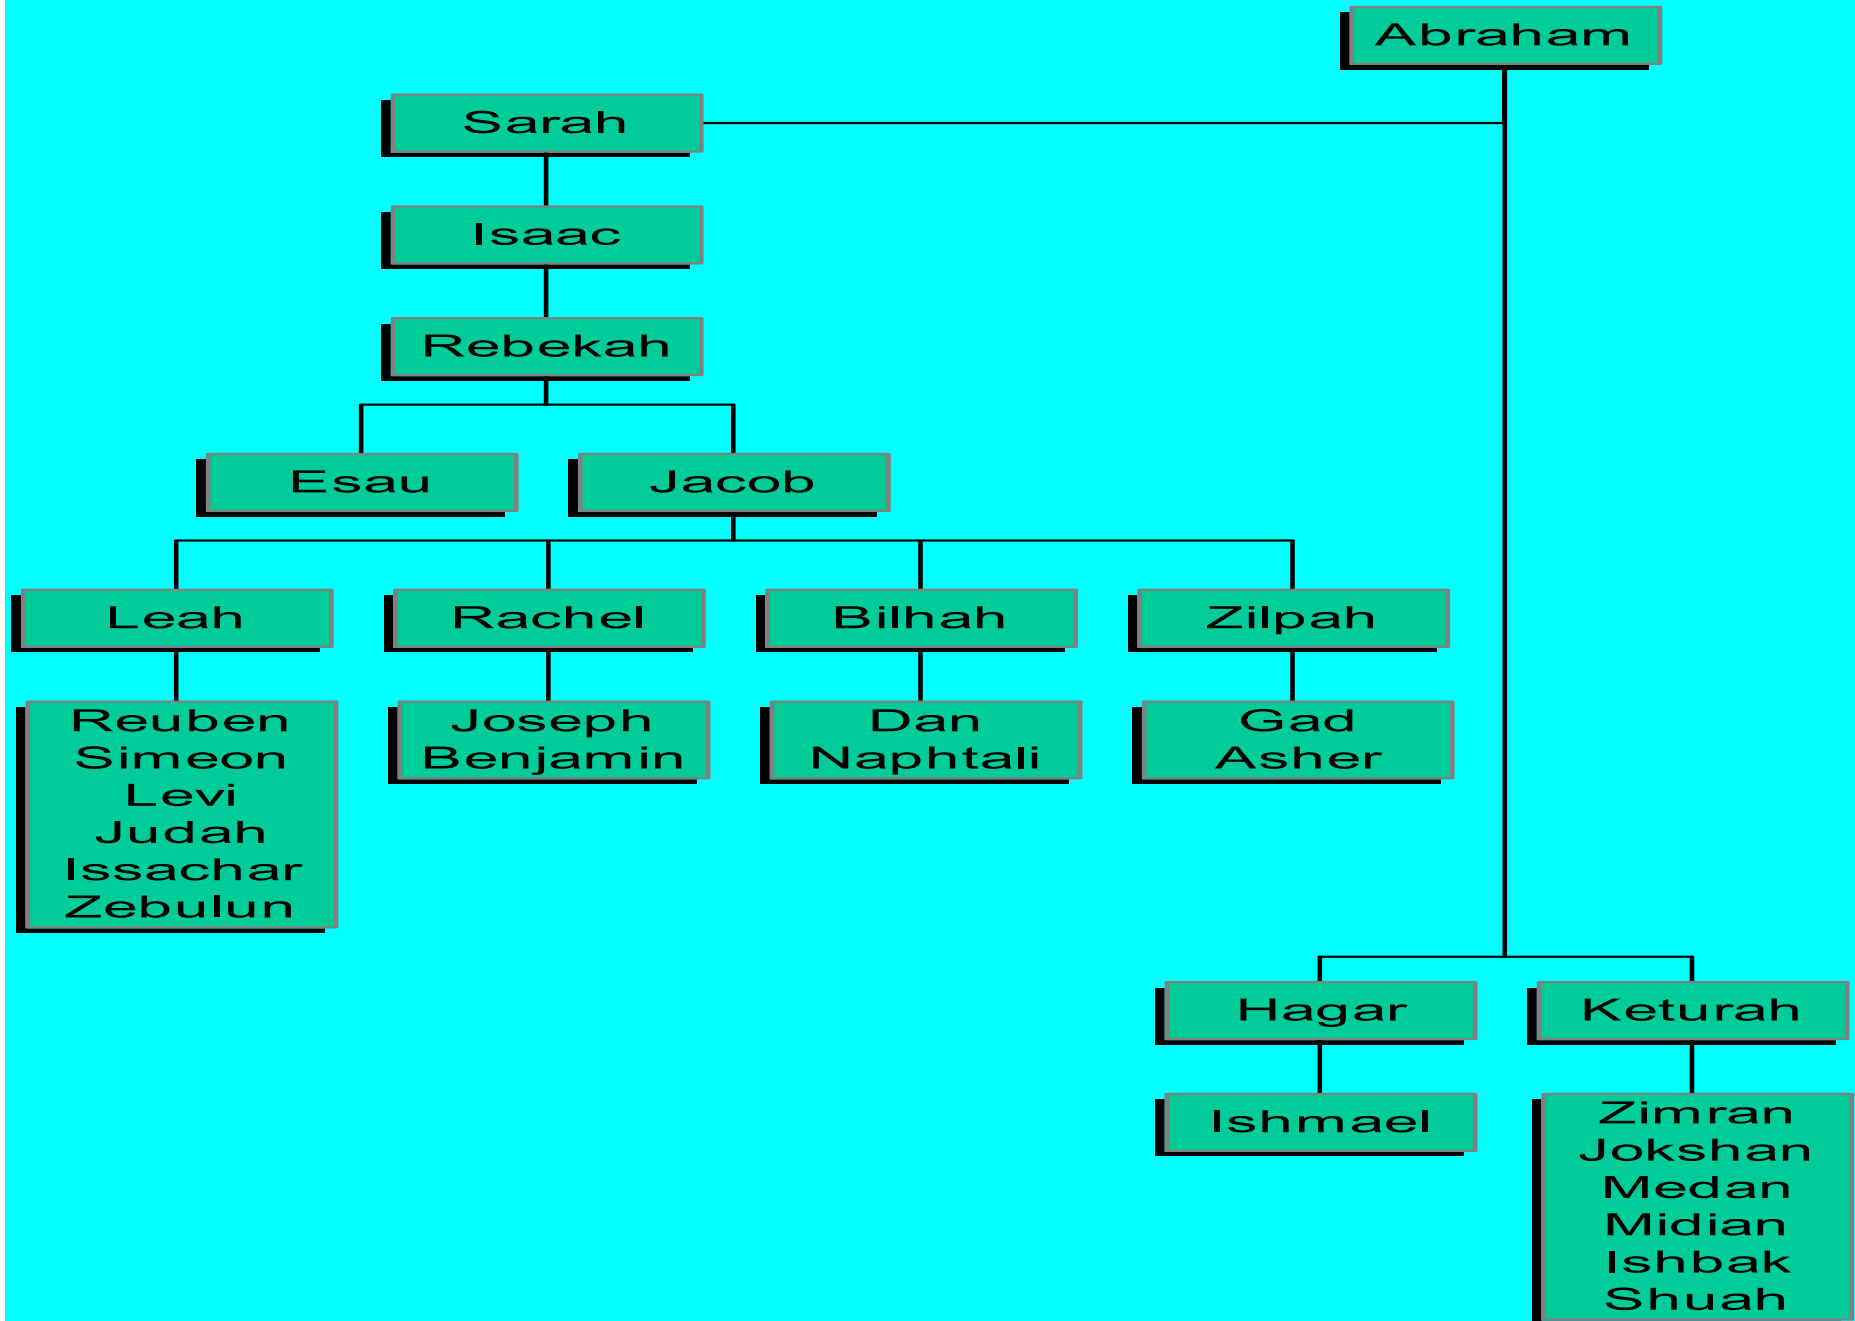 Abraham
Sarah
Isaac
Rebekah
Esau
Jacob
Leah
Rachel
Bilhah
Zilpah
Reuben
Simeon
Levi
Judah
Issachar
Zebulun
Joseph
Benjamin
Dan
Naphtali
Gad
Asher
Hagar
Keturah
Ishmael
Zimran
Jokshan
Medan
Midian
Ishbak
Shuah